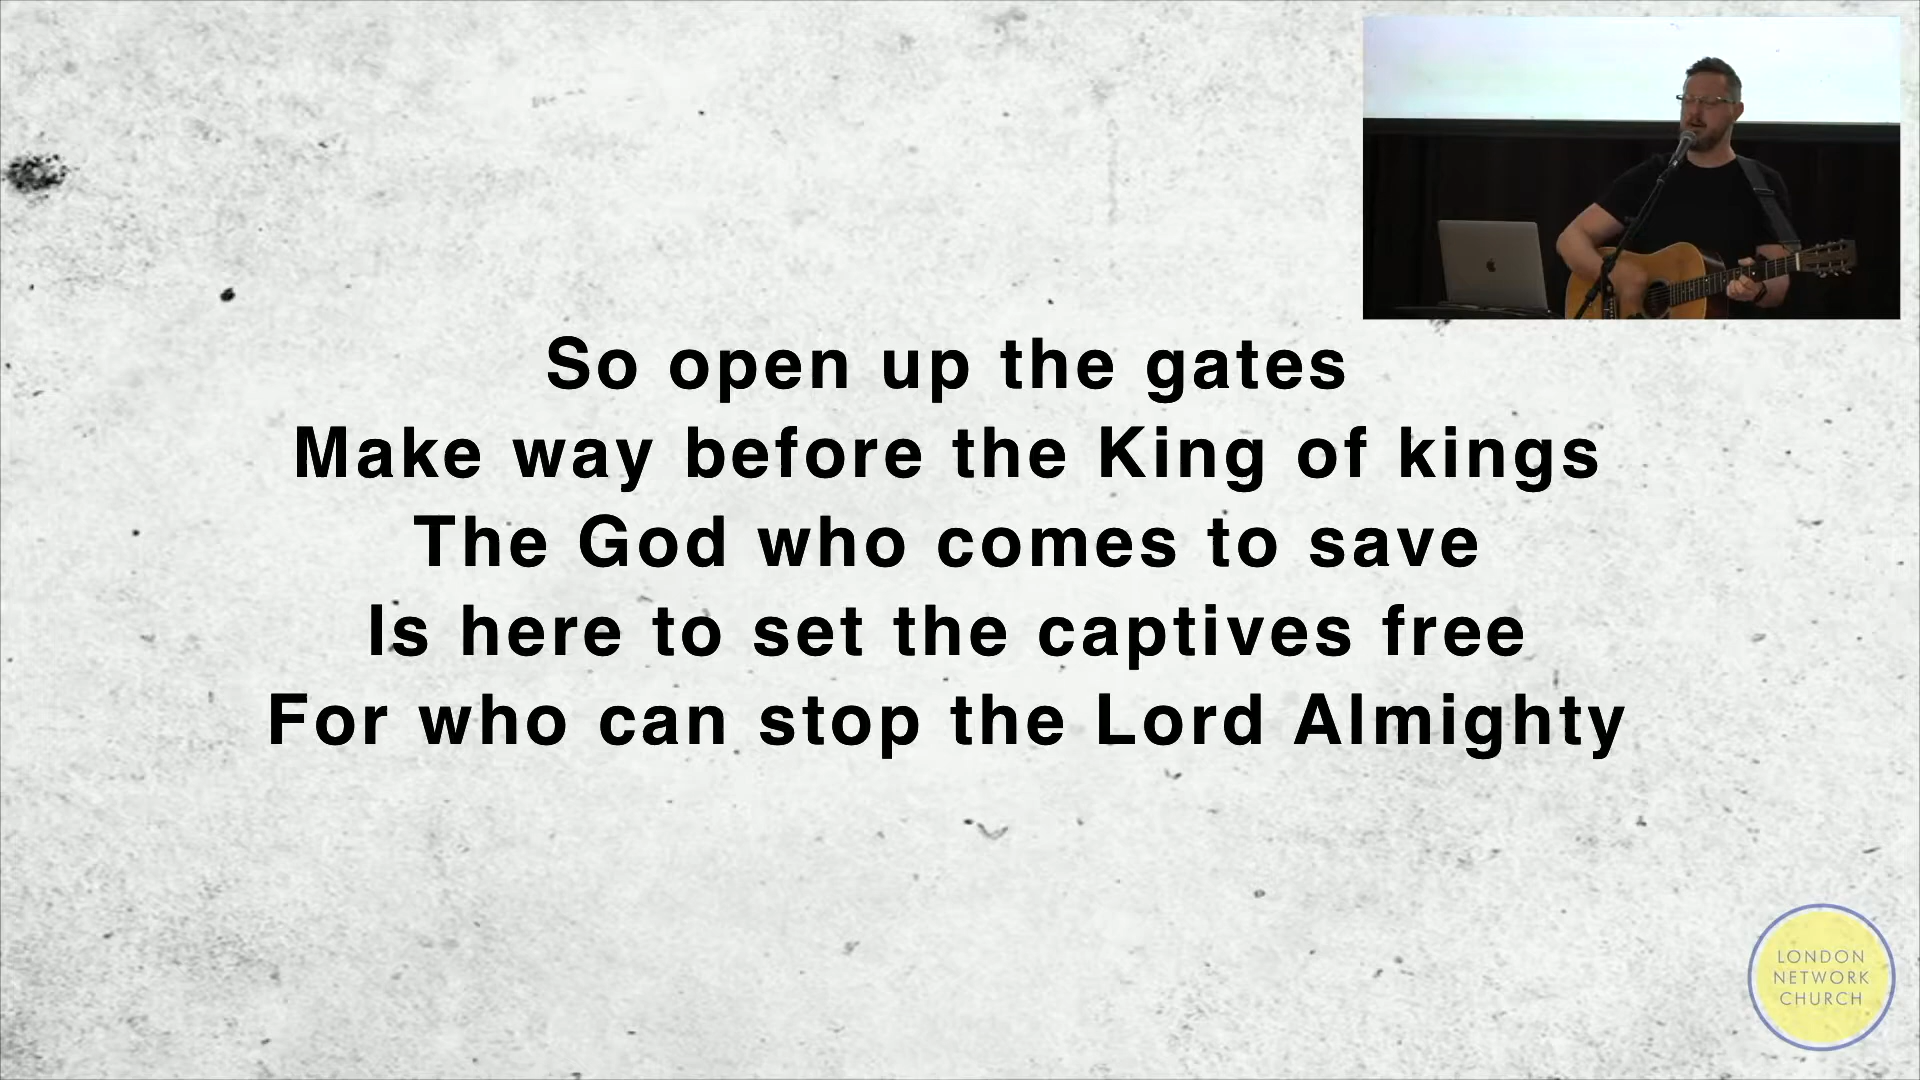 So open up the gates
Make way before the King of kings
The God who comes to save
Is here to set the captives free
For who can stop the Lord Almighty
LONDON
NETWORK
CHURCH